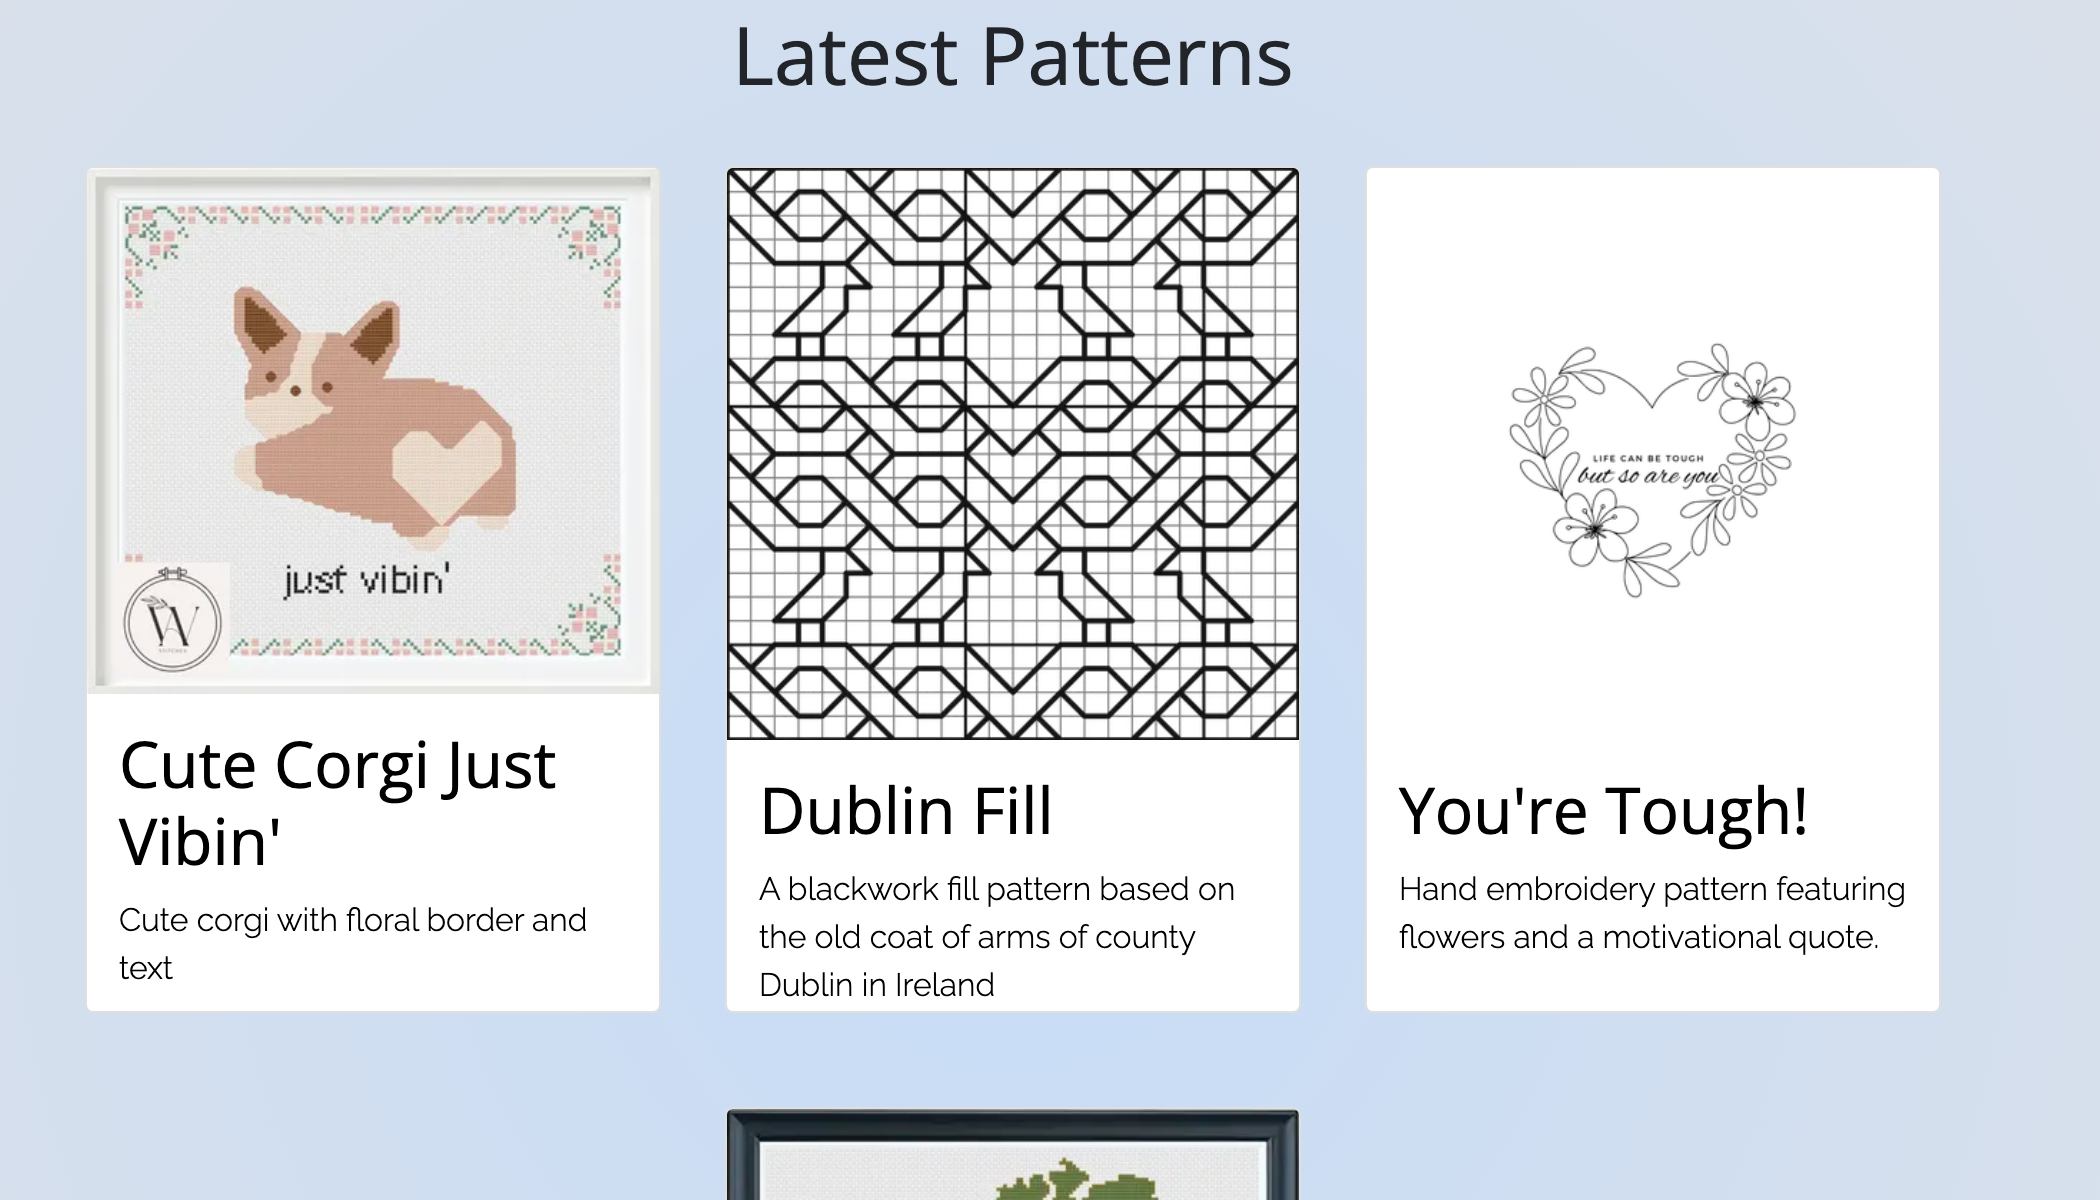 Latest Patterns
just vibin'
W
STITCHES
Cute Corgi Just
Vibin'
Cute corgi with floral border and
text
Dublin Fill
A blackwork fill pattern based on
the old coat of arms of county
Dublin in Ireland
LIFE CAN BE TOUGH
but so are you
You're Tough!
Hand embroidery pattern featuring
flowers and a motivational quote.